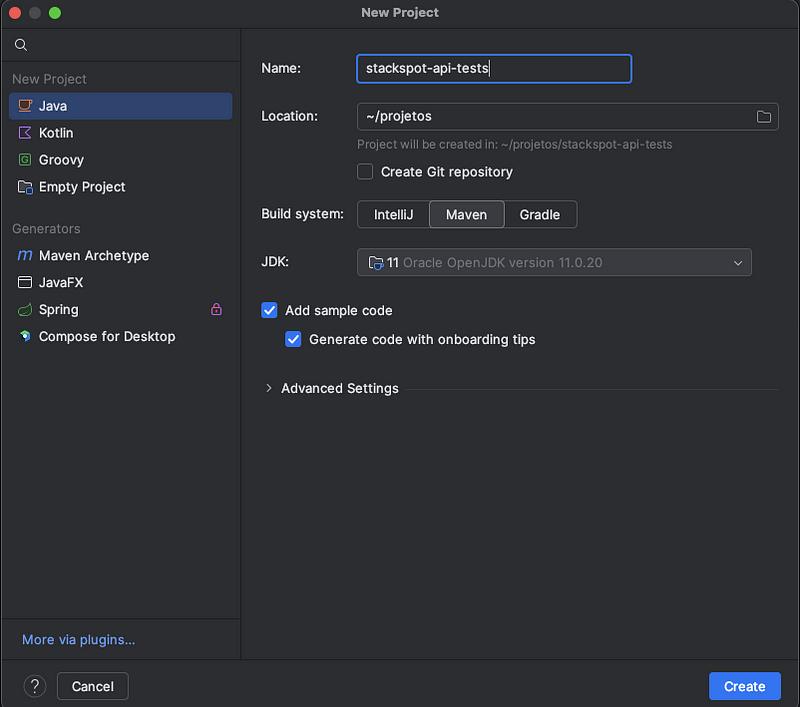 New Project
New Project
Java
Kotlin
Groovy
Empty Project
Generators
Maven Archetype
JavaFX
Spring
Compose for Desktop
More via plugins...
Name:
stackspot-api-tests
Location:
~/projetos
Project will be created in: ~/projetos/stackspot-api-tests
Create Git repository
Build system:
IntelliJ Maven Gradle
JDK:
11 Oracle OpenJDK version 11.0.20
Add sample code
Generate code with onboarding tips
Advanced Settings
? Cancel
Create